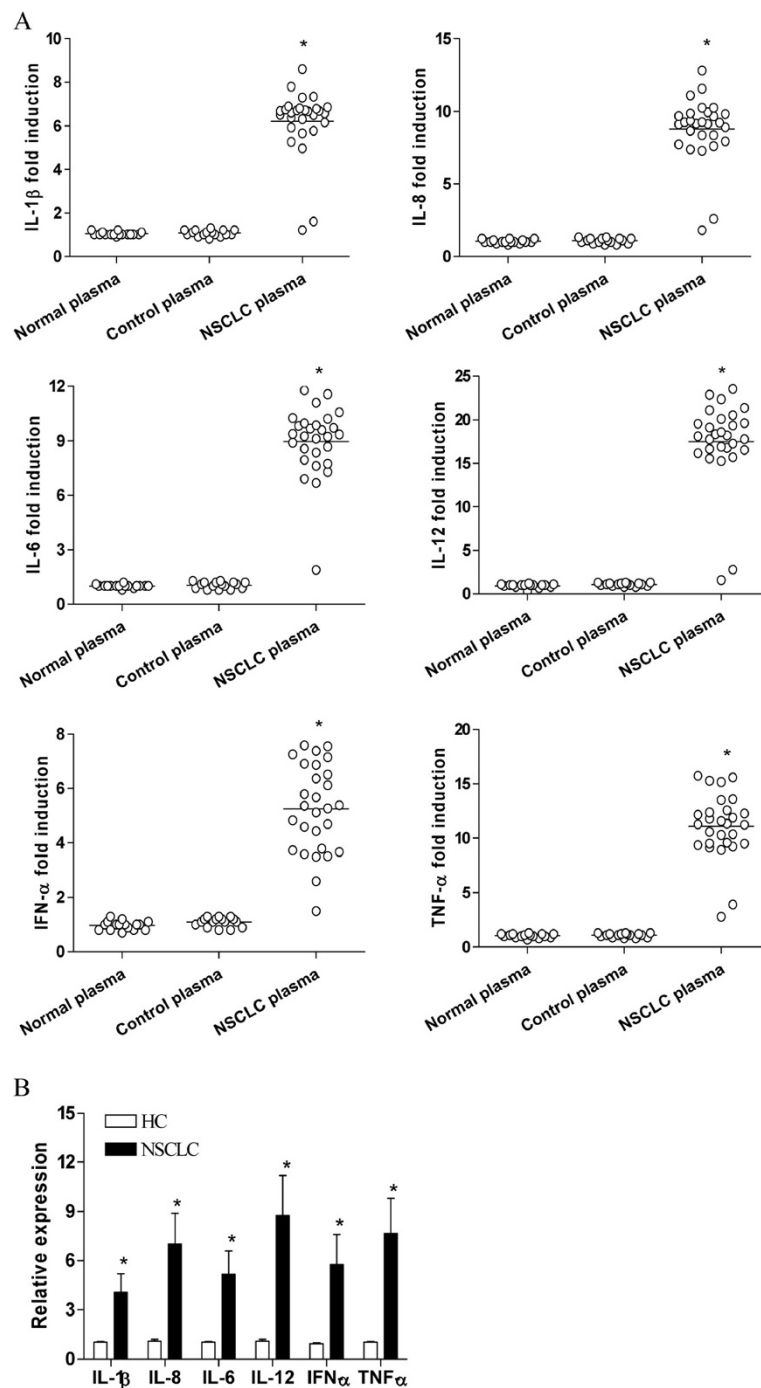 A
IL-1β fold induction
8
6
4
2
0
*
Normal plasma
Control plasma
NSCLC plasma
IL-8 fold induction
15
10
5
0
*
Normal plasma
Control plasma
NSCLC plasma
IL-6 fold induction
12
9
6
3
0
*
Normal plasma
Control plasma
NSCLC plasma
IL-12 fold induction
25
20
15
10
5
0
*
Normal plasma
Control plasma
NSCLC plasma
IFN-α fold induction
8
6
4
2
0
*
Normal plasma
Control plasma
NSCLC plasma
TNF-α fold induction
20
15
10
5
0
*
Normal plasma
Control plasma
NSCLC plasma
B
Relative expression
15
12
9
6
3
0
HC
NSCLC
* * * * * *
IL-1β IL-8 IL-6 IL-12 IFNα TNFα